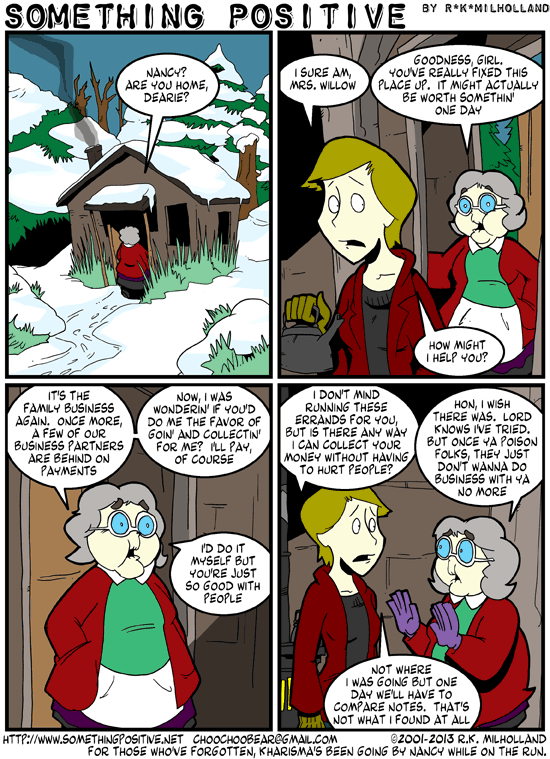 SOMETHING POSITIVE BY R*K*MILHOLLAND
NANCY?
ARE YOU HOME,
DEARIE?
I SURE AM,
MRS. WILLOW
GOODNESS, GIRL.
YOU'VE REALLY FIXED THIS
PLACE UP. IT MIGHT ACTUALLY
BE WORTH SOMETHIN'
ONE DAY
HOW MIGHT
I HELP YOU?
IT'S THE
FAMILY BUSINESS
AGAIN. ONCE MORE,
A FEW OF OUR
BUSINESS PARTNERS
ARE BEHIND ON
PAYMENTS
NOW, I WAS
WONDERIN' IF YOU'D
DO ME THE FAVOR OF
GOIN' AND COLLECTIN'
FOR ME? I'LL PAY,
OF COURSE
I'D DO IT
MYSELF BUT
YOU'RE JUST
SO GOOD WITH
PEOPLE
I DON'T MIND
RUNNING THESE
ERRANDS FOR YOU,
BUT IS THERE ANY WAY
I CAN COLLECT YOUR
MONEY WITHOUT HAVING
TO HURT PEOPLE?
HON, I WISH
THERE WAS. LORD
KNOWS I'VE TRIED.
BUT ONCE YA POISON
FOLKS, THEY JUST
DON'T WANNA DO
BUSINESS WITH YA
NO MORE
NOT WHERE
I WAS GOING BUT ONE
DAY WE'LL HAVE TO
COMPARE NOTES. THAT'S
NOT WHAT I FOUND AT ALL
HTTP://WWW.SOMETHINGPOSITIVE.NET CHOOCHOOBEAR@GMAIL.COM ©2001-2013 R.K. MILHOLLAND
FOR THOSE WHO'VE FORGOTTEN, KHARISMA'S BEEN GOING BY NANCY WHILE ON THE RUN.